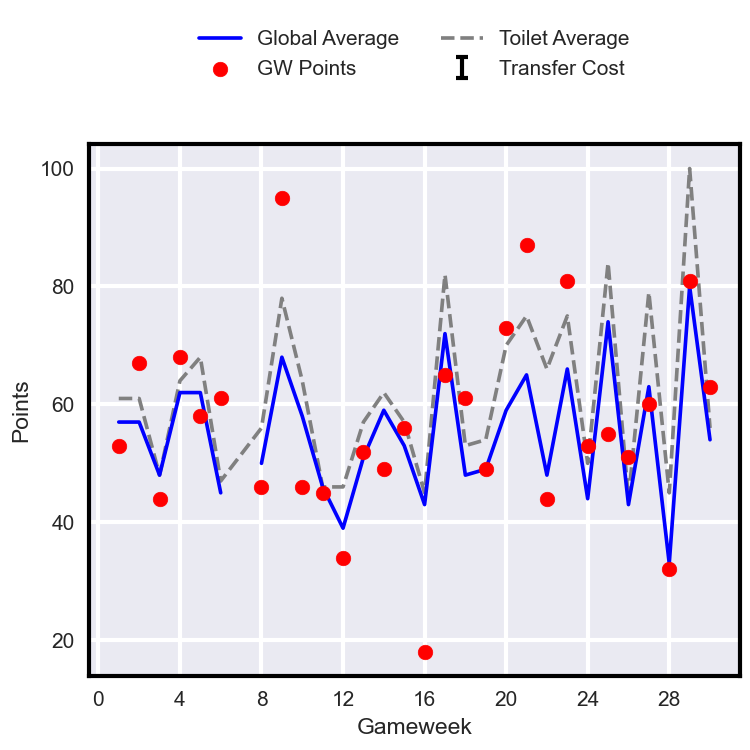 Global Average
Toilet Average
GW Points
Transfer Cost
100
80
60
40
20
Points
0 4 8 12 16 20 24 28
Gameweek